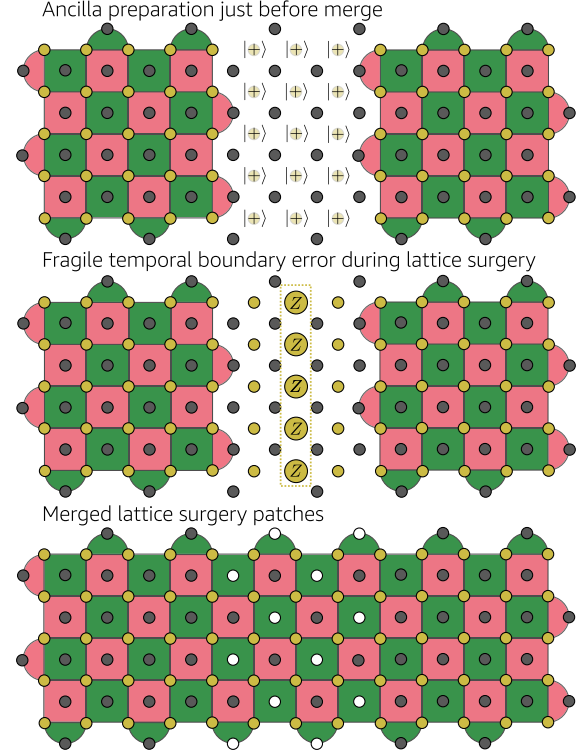 Ancilla preparation just before merge
|+⟩ |+⟩ |+⟩
|+⟩ |+⟩ |+⟩
|+⟩ |+⟩ |+⟩
|+⟩ |+⟩ |+⟩
|+⟩ |+⟩ |+⟩
Fragile temporal boundary error during lattice surgery
Z
Z
Z
Z
Z
Merged lattice surgery patches